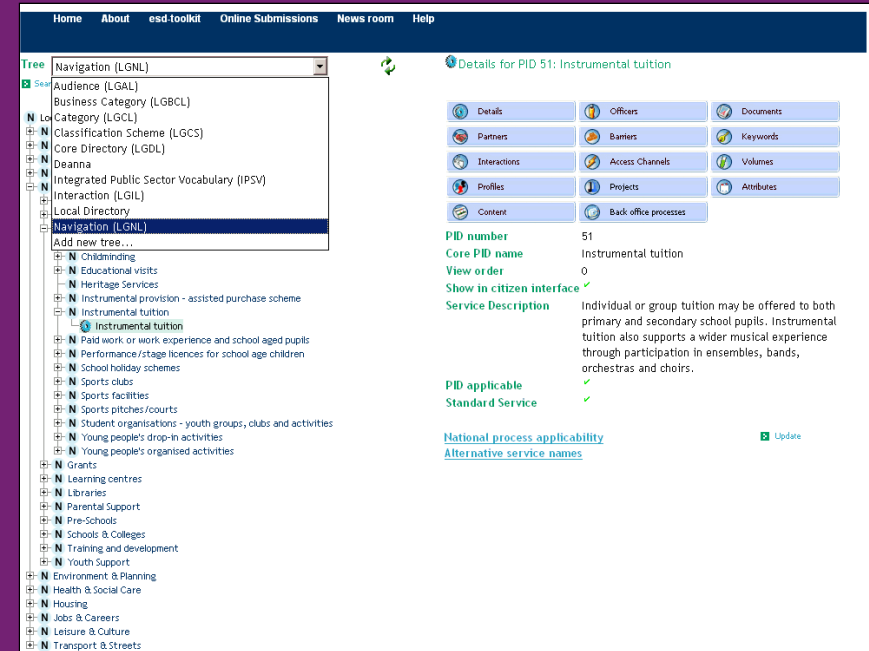 Home About esd-toolkit Online Submissions News room Help
Tree Navigation (LGNL)
Audience (LGAL)
Business Category (LGBCL)
Category (LGCL)
Classification Scheme (LGCS)
Core Directory (LGDL)
Deanna
Integrated Public Sector Vocabulary (IPSV)
Interaction (LGIL)
Local Directory
Navigation (LGNL)
Add new tree...
N Childminding
N Educational visits
N Heritage Services
N Instrumental provision - assisted purchase scheme
N Instrumental tuition
Instrumental tuition
N Paid work or work experience and school aged pupils
N Performance/stage licences for school age children
N School holiday schemes
N Sports clubs
N Sports facilities
N Sports pitches/courts
N Student organisations - youth groups, clubs and activities
N Young people's drop-in activities
N Young people's organised activities
N Grants
N Learning centres
N Libraries
N Parental Support
N Pre-Schools
N Schools & Colleges
N Training and development
N Youth Support
N Environment & Planning
N Health & Social Care
N Housing
N Jobs & Careers
N Leisure & Culture
N Transport & Streets
Details for PID 51: Instrumental tuition
Details Officers Documents
Partners Barriers Keywords
Interactions Access Channels Volumes
Profiles Projects Attributes
Content Back office processes
PID number 51
Core PID name Instrumental tuition
View order 0
Show in citizen interface
Service Description Individual or group tuition may be offered to both
primary and secondary school pupils. Instrumental
tuition also supports a wider musical experience
through participation in ensembles, bands,
orchestras and choirs.
PID applicable
Standard Service
National process applicability Update
Alternative service names